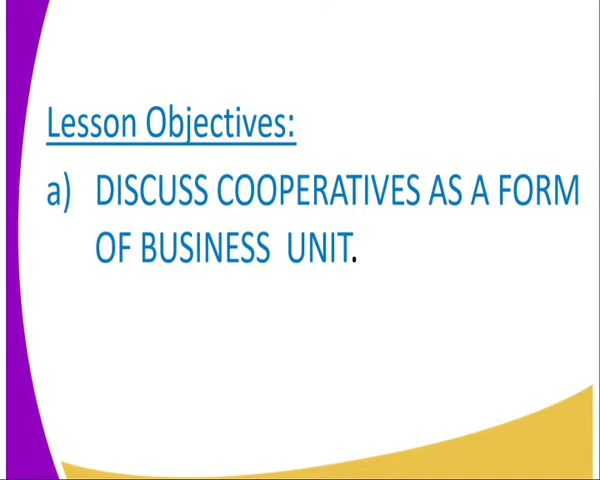 Lesson Objectives:
a) DISCUSS COOPERATIVES AS A FORM
OF BUSINESS UNIT.